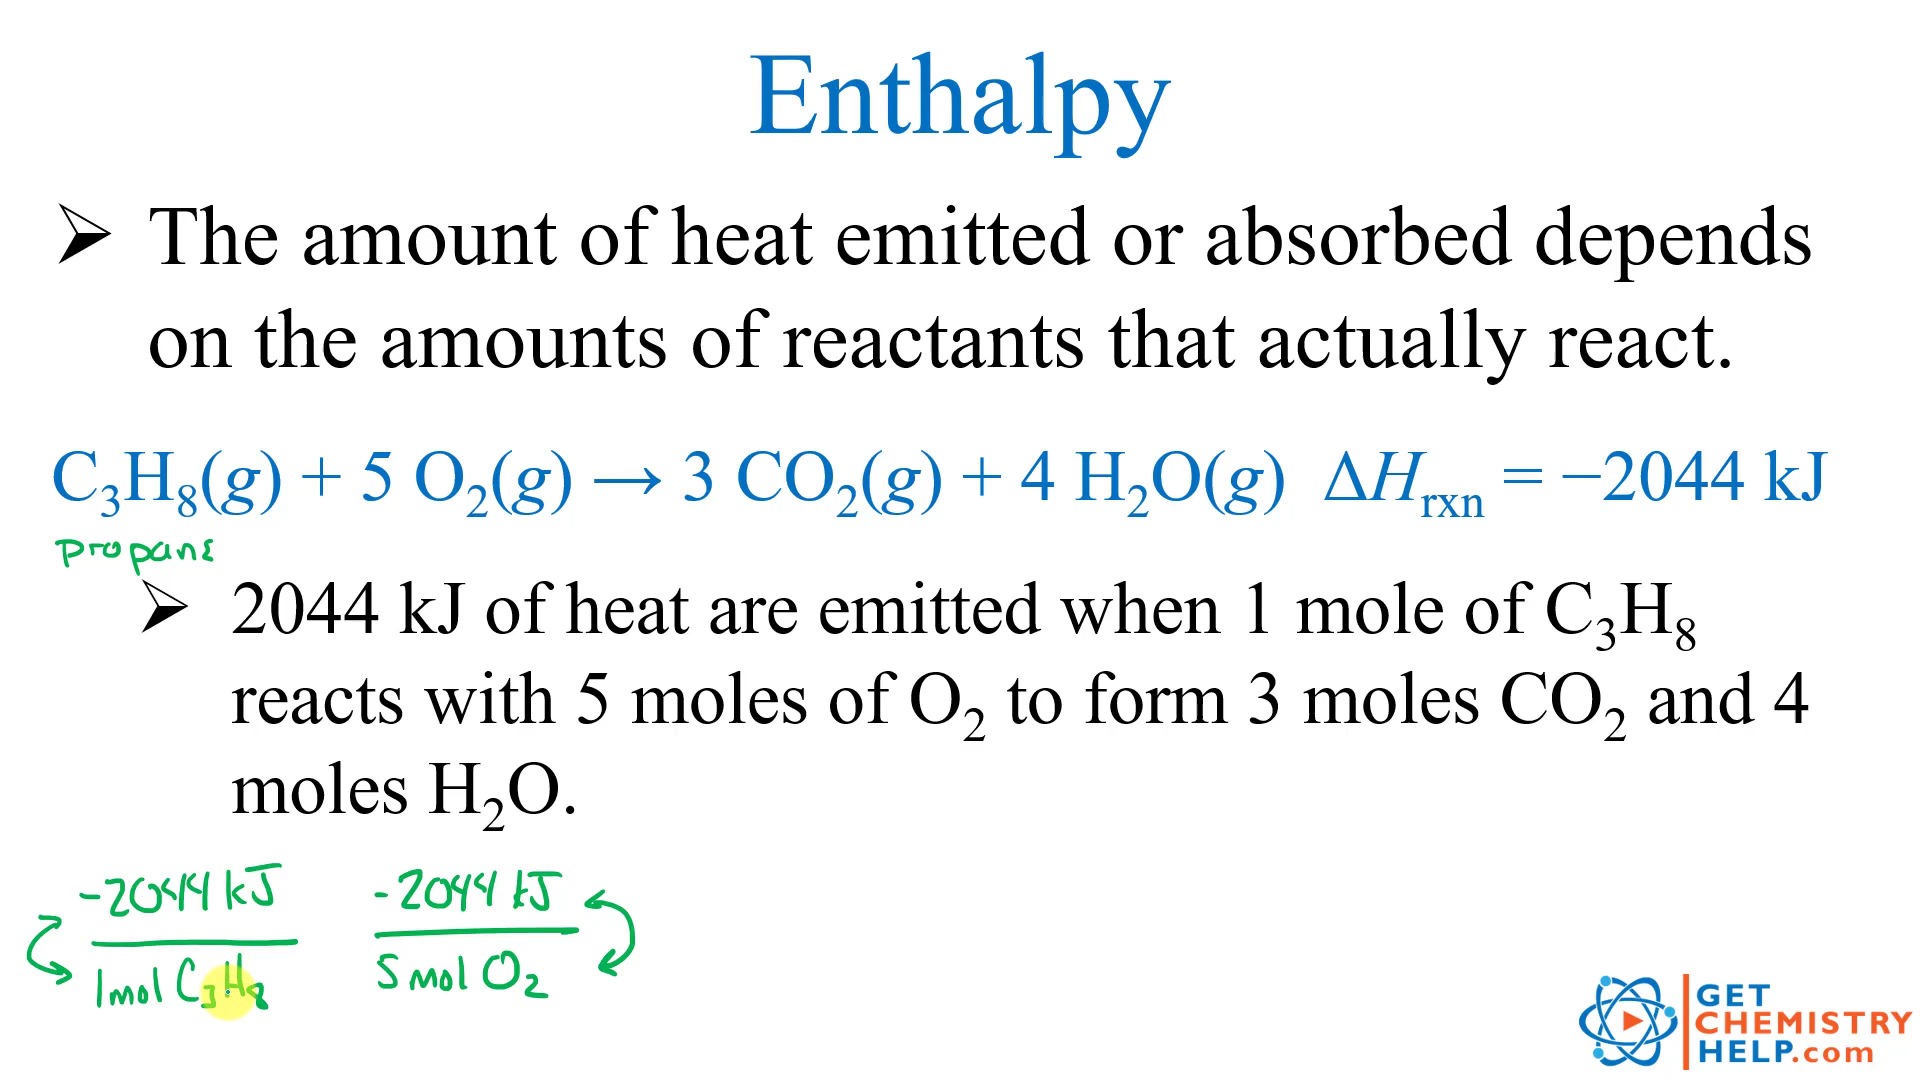 Enthalpy
➢ The amount of heat emitted or absorbed depends
on the amounts of reactants that actually react.
C₃H₈(g) + 5 O₂(g) → 3 CO₂(g) + 4 H₂O(g) ΔHrxn = −2044 kJ
propane
➢ 2044 kJ of heat are emitted when 1 mole of C₃H₈
reacts with 5 moles of O₂ to form 3 moles CO₂ and 4
moles H₂O.
-2044 kJ -2044 kJ
1mol C₃H₈ 5 mol O₂
GET
CHEMISTRY
HELP.com